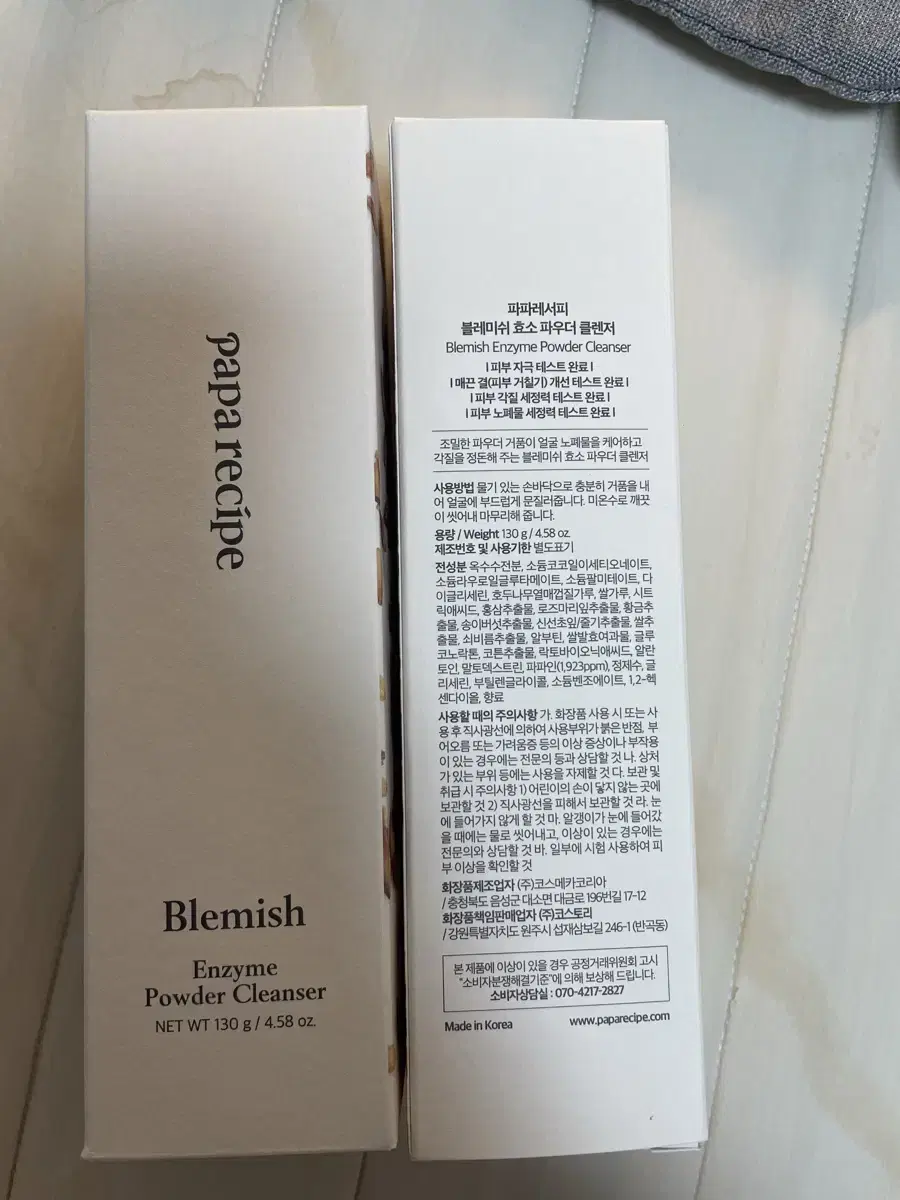 papa recipe
Blemish
Enzyme
Powder Cleanser
NET WT 130 g / 4.58 oz.
파파레서피
블레미쉬 효소 파우더 클렌저
Blemish Enzyme Powder Cleanser
l 피부 자극 테스트 완료 l
l 매끈 결(피부 거칠기) 개선 테스트 완료 l
l 피부 각질 세정력 테스트 완료 l
l 피부 노폐물 세정력 테스트 완료 l
조밀한 파우더 거품이 얼굴 노폐물을 케어하고
각질을 정돈해 주는 블레미쉬 효소 파우더 클렌저
사용방법 물기 있는 손바닥으로 충분히 거품을 내
어 얼굴에 부드럽게 문질러줍니다. 미온수로 깨끗
이 씻어내 마무리해 줍니다.
용량 / Weight 130 g / 4.58 oz.
제조번호 및 사용기한 별도표기
전성분 옥수수전분, 소듐코코일이세티오네이트,
소듐라우로일글루타메이트, 소듐팔미테이트, 다
이글리세린, 호두나무열매껍질가루, 쌀가루, 시트
릭애씨드, 홍삼추출물, 로즈마리잎추출물, 황금추
출물, 송이버섯추출물, 신선초잎/줄기추출물, 쌀추
출물, 쇠비름추출물, 알부틴, 쌀발효여과물, 글루
코노락톤, 코튼추출물, 락토바이오닉애씨드, 알란
토인, 말토덱스트린, 파파인(1,923ppm), 정제수, 글
리세린, 부틸렌글라이콜, 소듐벤조에이트, 1,2-헥
센다이올, 향료
사용할 때의 주의사항 가. 화장품 사용 시 또는 사
용 후 직사광선에 의하여 사용부위가 붉은 반점, 부
어오름 또는 가려움증 등의 이상 증상이나 부작용
이 있는 경우에는 전문의 등과 상담할 것 나. 상처
가 있는 부위 등에는 사용을 자제할 것 다. 보관 및
취급 시 주의사항 1) 어린이의 손이 닿지 않는 곳에
보관할 것 2) 직사광선을 피해서 보관할 것 라. 눈
에 들어가지 않게 할 것 마. 알갱이가 눈에 들어갔
을 때에는 물로 씻어내고, 이상이 있는 경우에는
전문의와 상담할 것 바. 일부에 시험 사용하여 피
부 이상을 확인할 것
화장품제조업자 (주)코스메카코리아
/ 충청북도 음성군 대소면 대금로 196번길 17-12
화장품책임판매업자 (주)코스토리
/ 강원특별자치도 원주시 섭재삼보길 246-1 (반곡동)
본 제품에 이상이 있을 경우 공정거래위원회 고시
"소비자분쟁해결기준"에 의해 보상해 드립니다.
소비자상담실 : 070-4217-2827
Made in Korea
www.paparecipe.com